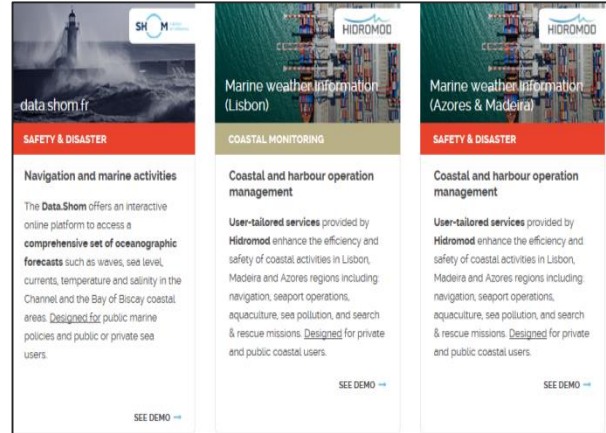 SHOM
data.shom.fr
SAFETY & DISASTER
Navigation and marine activities
The Data.Shom offers an interactive
online platform to access a
comprehensive set of oceanographic
forecasts such as waves, sea level,
currents, temperature and salinity in the
Channel and the Bay of Biscay coastal
areas. Designed for public marine
policies and public or private sea
users.
SEE DEMO →
HIDROMOD
Marine weather information
(Lisbon)
COASTAL MONITORING
Coastal and harbour operation
management
User-tailored services provided by
Hidromod enhance the efficiency and
safety of coastal activities in Lisbon,
Madeira and Azores regions including:
navigation, seaport operations,
aquaculture, sea pollution, and search
& rescue missions. Designed for private
and public coastal users.
SEE DEMO →
HIDROMOD
Marine weather information
(Azores & Madeira)
SAFETY & DISASTER
Coastal and harbour operation
management
User-tailored services provided by
Hidromod enhance the efficiency and
safety of coastal activities in Lisbon,
Madeira and Azores regions including:
navigation, seaport operations,
aquaculture, sea pollution, and search
& rescue missions. Designed for private
and public coastal users.
SEE DEMO →